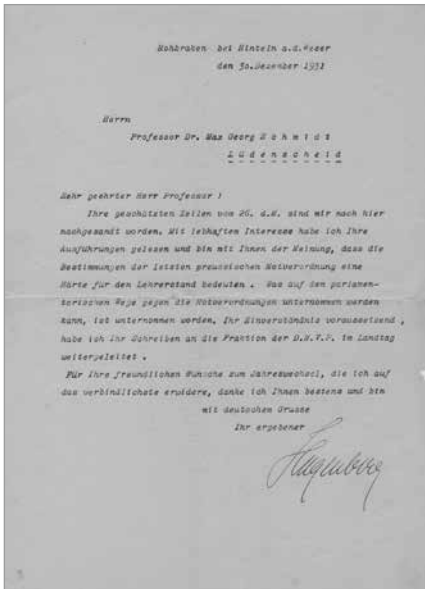 Rohbraken bei Rinteln a.d.Weser
den 30.Dezember 1931
Herrn
Professor Dr. Max Georg Schmidt
Lüdenscheid
Sehr geehrter Herr Professor !
Ihre geschätzten Zeilen vom 26. d.M. sind mir nach hier
nachgesandt worden. Mit lebhaftem Interesse habe ich Ihre
Ausführungen gelesen und bin mit Ihnen der Meinung, dass die
Bestimmungen der letzten preussischen Notverordnung eine
Härte für den Lehrerstand bedeuten . Was auf dem parlamen-
tarischen Wege gegen die Notverordnungen unternommen werden
kann, ist unternommen worden. Ihr Einverständnis voraussetzend ,
habe ich Ihr Schreiben an die Fraktion der D.N.V.P. im Landtag
weitergeleitet .
Für Ihre freundlichen Wünsche zum Jahreswechsel, die ich auf
das verbindlichste erwidere, danke ich Ihnen bestens und bin
mit deutschem Grusse
Ihr ergebener
Hugenberg